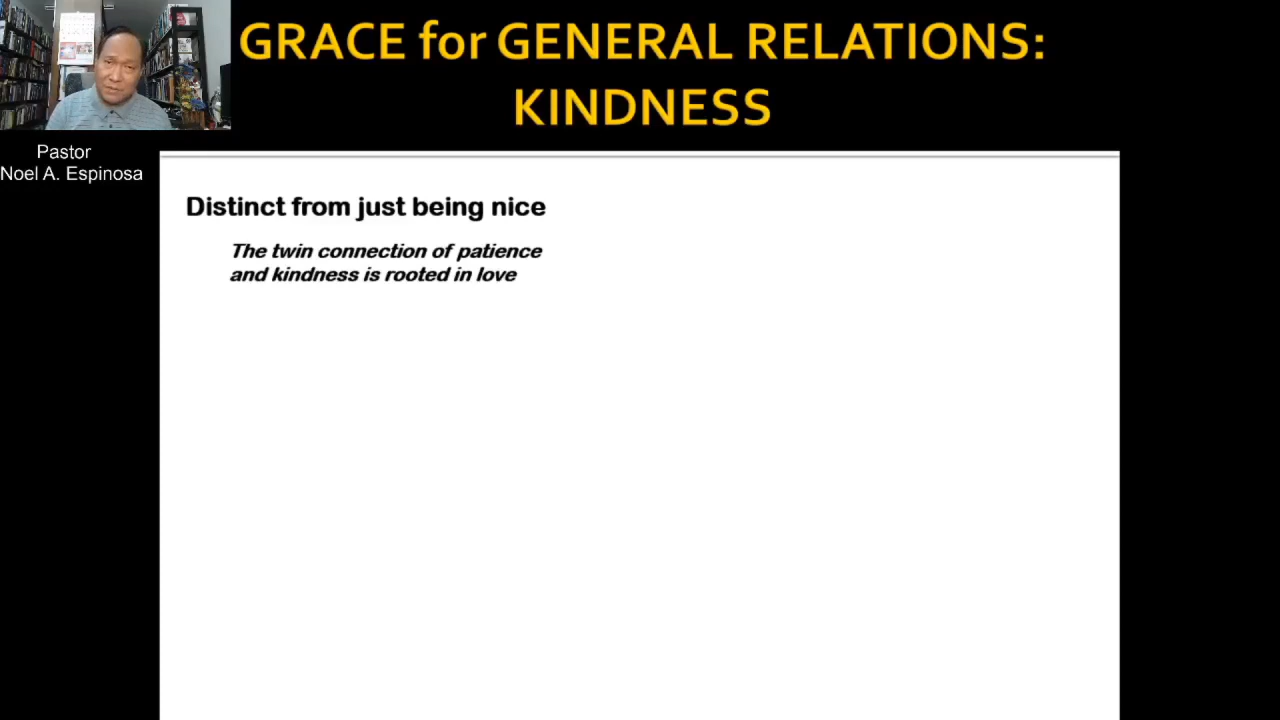 GRACE for GENERAL RELATIONS:
KINDNESS
Pastor
Noel A. Espinosa
Distinct from just being nice
The twin connection of patience
and kindness is rooted in love